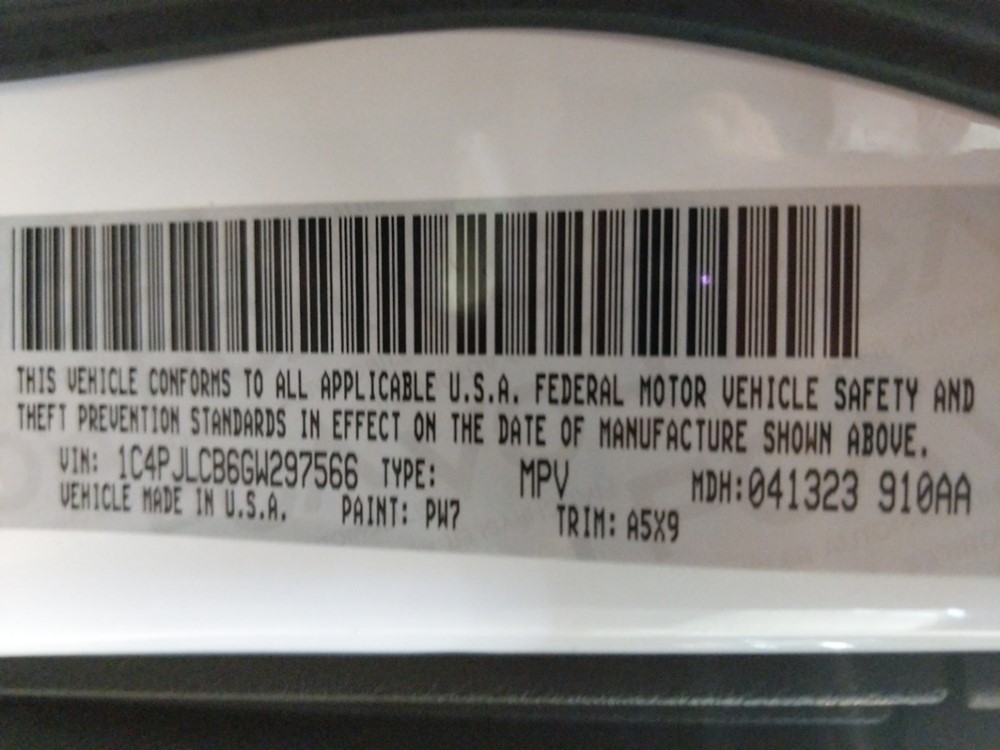 THIS VEHICLE CONFORMS TO ALL APPLICABLE U.S.A. FEDERAL MOTOR VEHICLE SAFETY AND
THEFT PREVENTION STANDARDS IN EFFECT ON THE DATE OF MANUFACTURE SHOWN ABOVE.
VIN: 1C4PJLCB6GW297566 TYPE: MPV MDH:041323 910AA
VEHICLE MADE IN U.S.A. PAINT: PW7 TRIM: A5X9